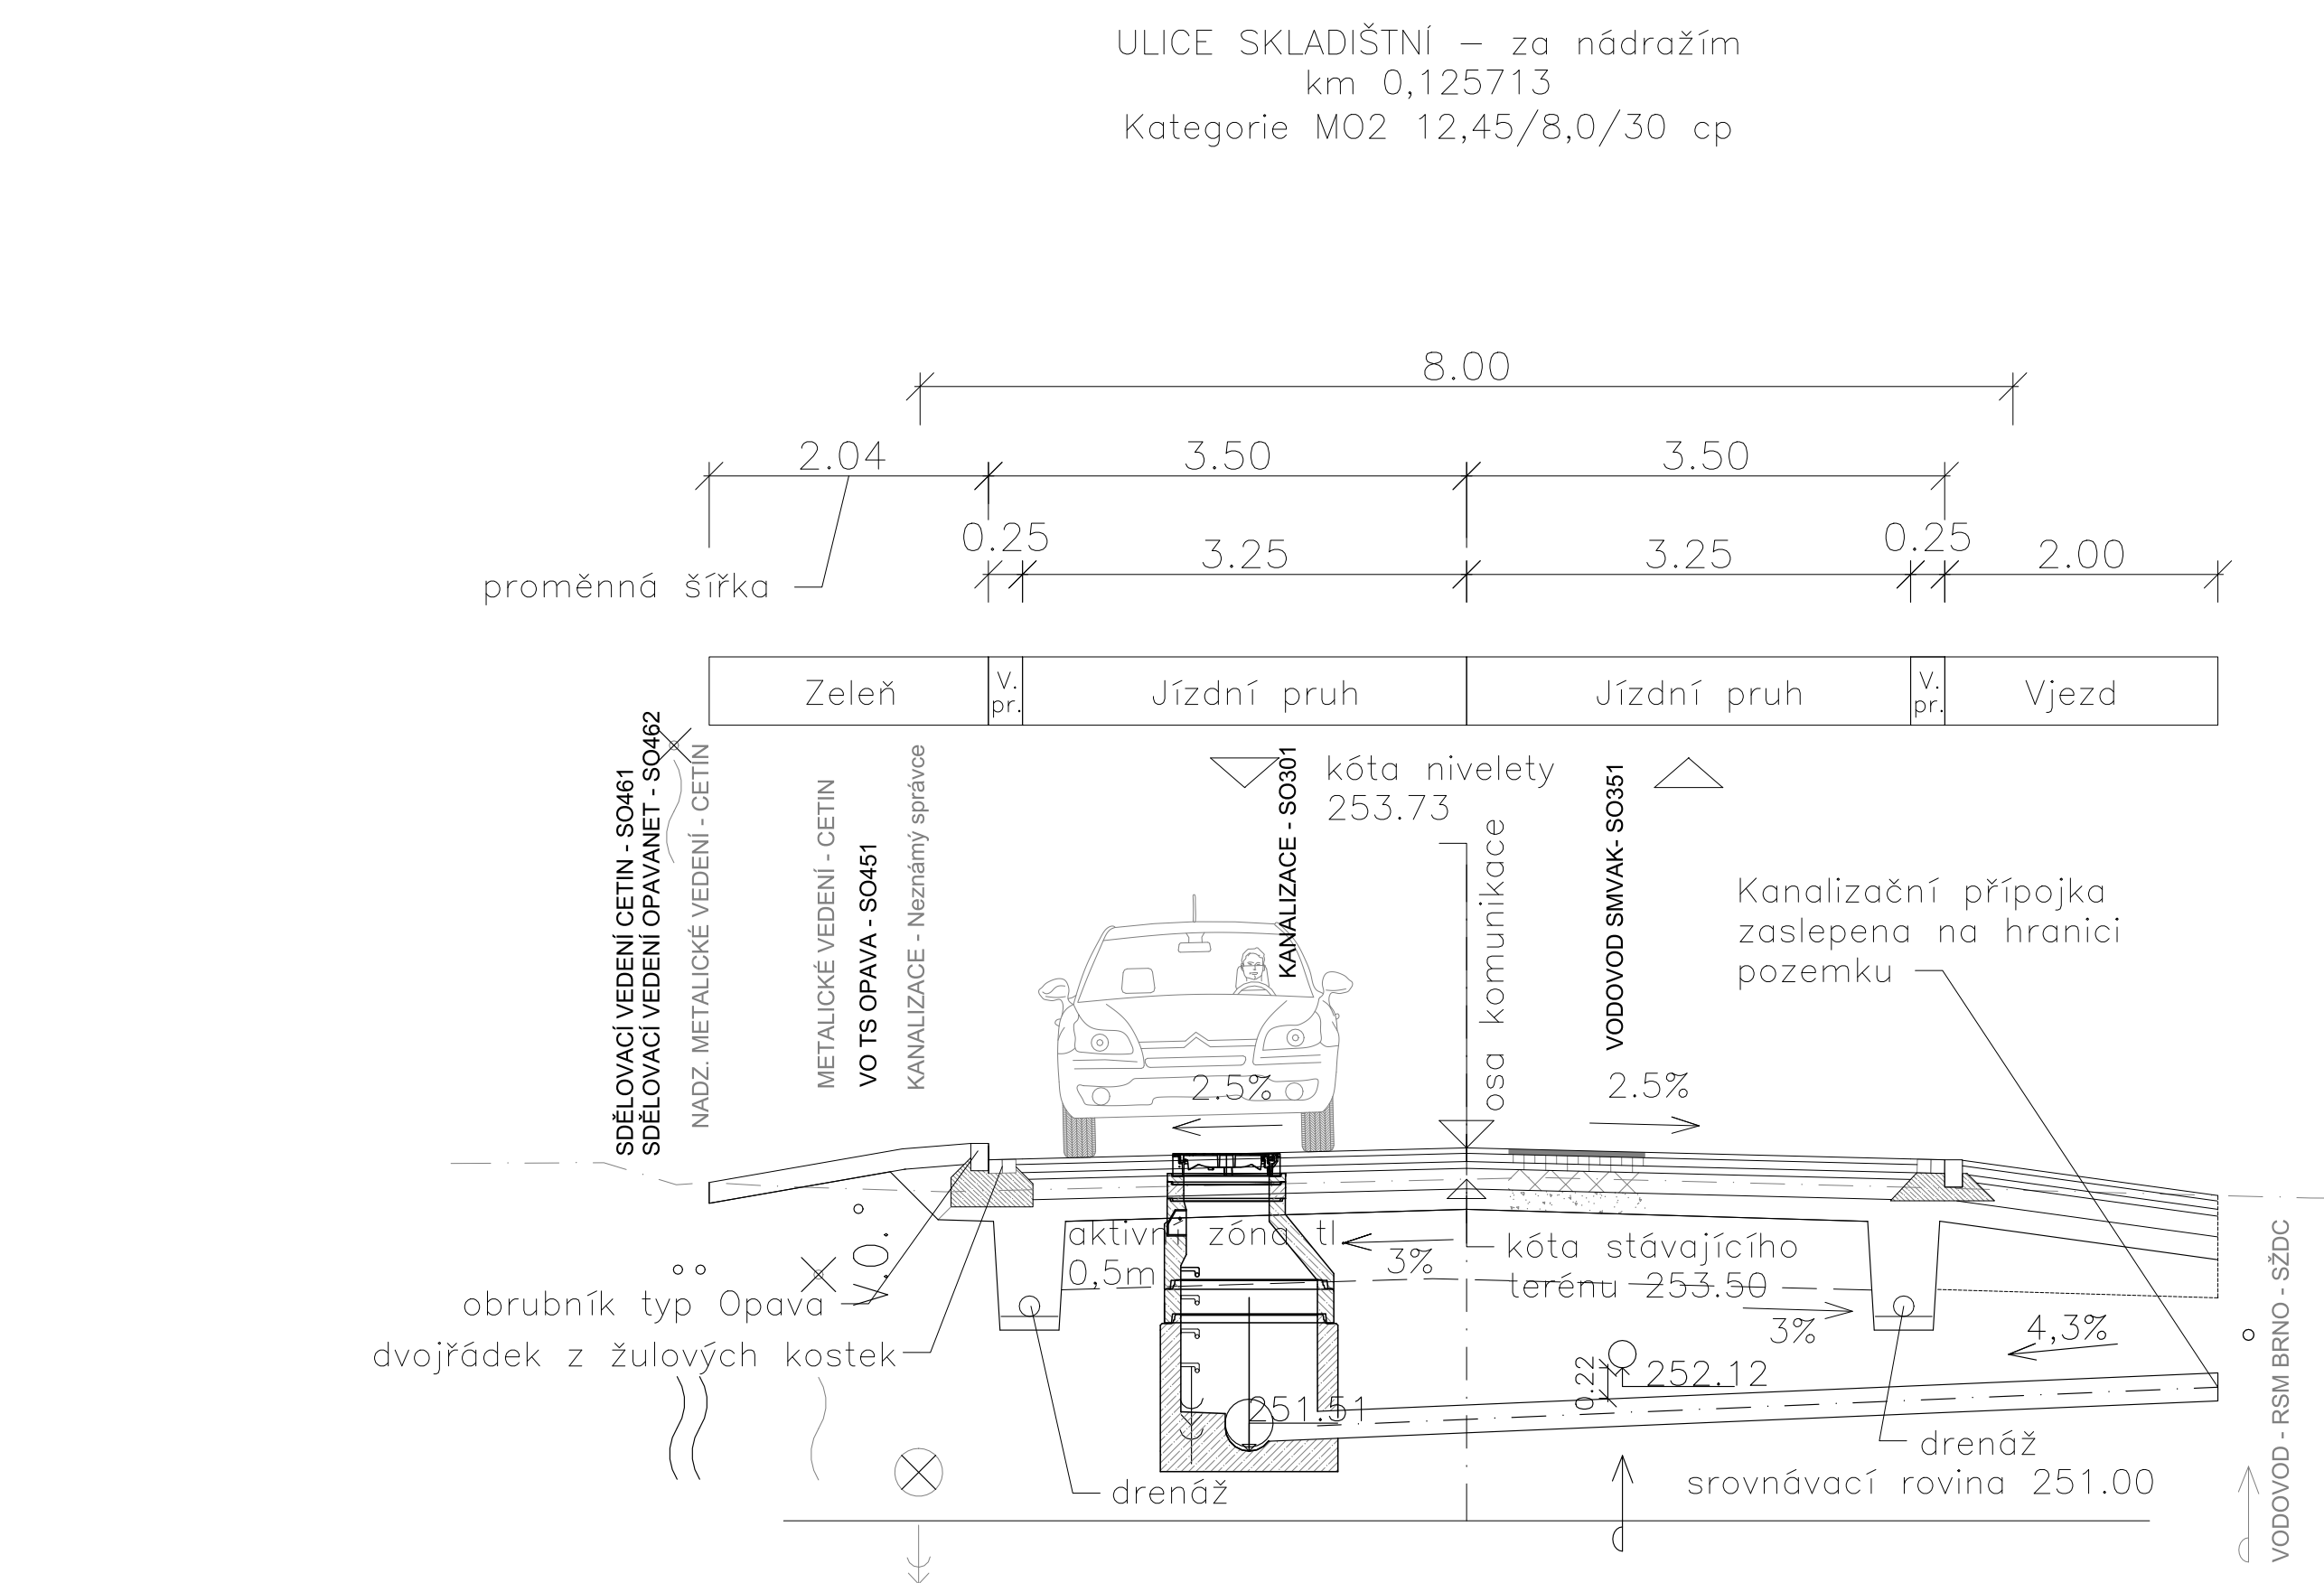 ULICE SKLADIŠTNÍ – za nádražím
km 0,125713
Kategorie MO2 12,45/8,0/30 cp
8.00
2.04
3.50
3.50
0.25
3.25
3.25
0.25
2.00
proměnná šířka
Zeleň
V.
pr.
Jízdní pruh
Jízdní pruh
V.
pr.
Vjezd
SDĚLOVACÍ VEDENÍ CETIN - SO461
SDĚLOVACÍ VEDENÍ OPAVANET - SO462
NADZ. METALICKÉ VEDENÍ - CETÍN
METALICKÉ VEDENÍ - CETIN
VO TS OPAVA - SO451
KANALIZACE - Neznámý správce
KANALIZACE - SO301
kóta nivelety
253.73
osa komunikace
VODOVOD SMVAK- SO351
Kanalizační přípojka
zaslepena na hranici
pozemku
2.5%
2.5%
V.O.
aktivní zóna tl.
0,5m
3%
kóta stávajícího
terénu 253.50
3%
4,3%
obrubník typ Opava
dvojřádek z žulových kostek
0.22
252.12
251.51
drenáž
drenáž
srovnávací rovina 251.00
VODOVOD - RSM BRNO - SŽDC